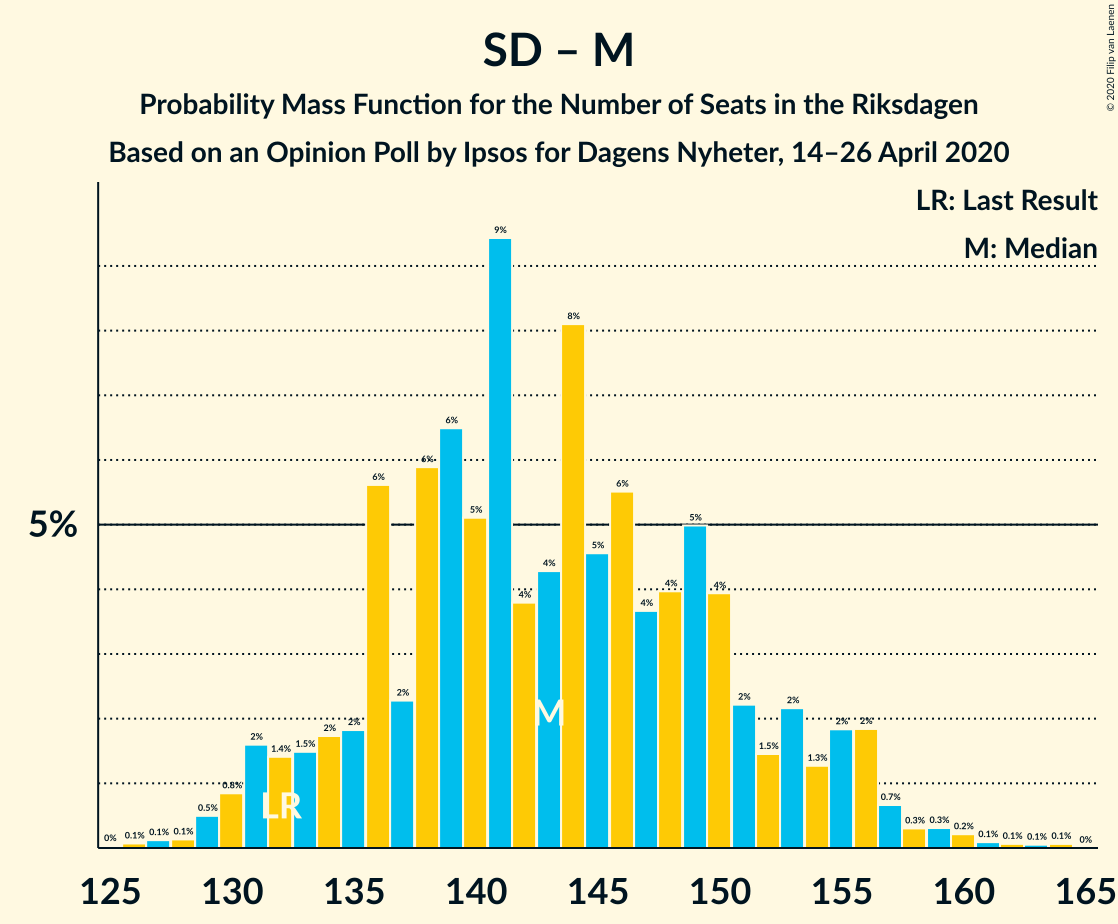 © 2020 Filip van Laenen
SD – M
Probability Mass Function for the Number of Seats in the Riksdagen
Based on an Opinion Poll by Ipsos for Dagens Nyheter, 14–26 April 2020
LR: Last Result
M: Median
5%
0% 0.1% 0.1% 0.1% 0.5% 0.8% 2% 1.4% 1.5% 2% 2% 6% 2% 6% 6% 5% 9% 4% 4% 8% 5% 6% 4% 4% 5% 4% 2% 1.5% 2% 1.3% 2% 2% 0.7% 0.3% 0.3% 0.2% 0.1% 0.1% 0.1% 0.1% 0%
LR
M
125 130 135 140 145 150 155 160 165